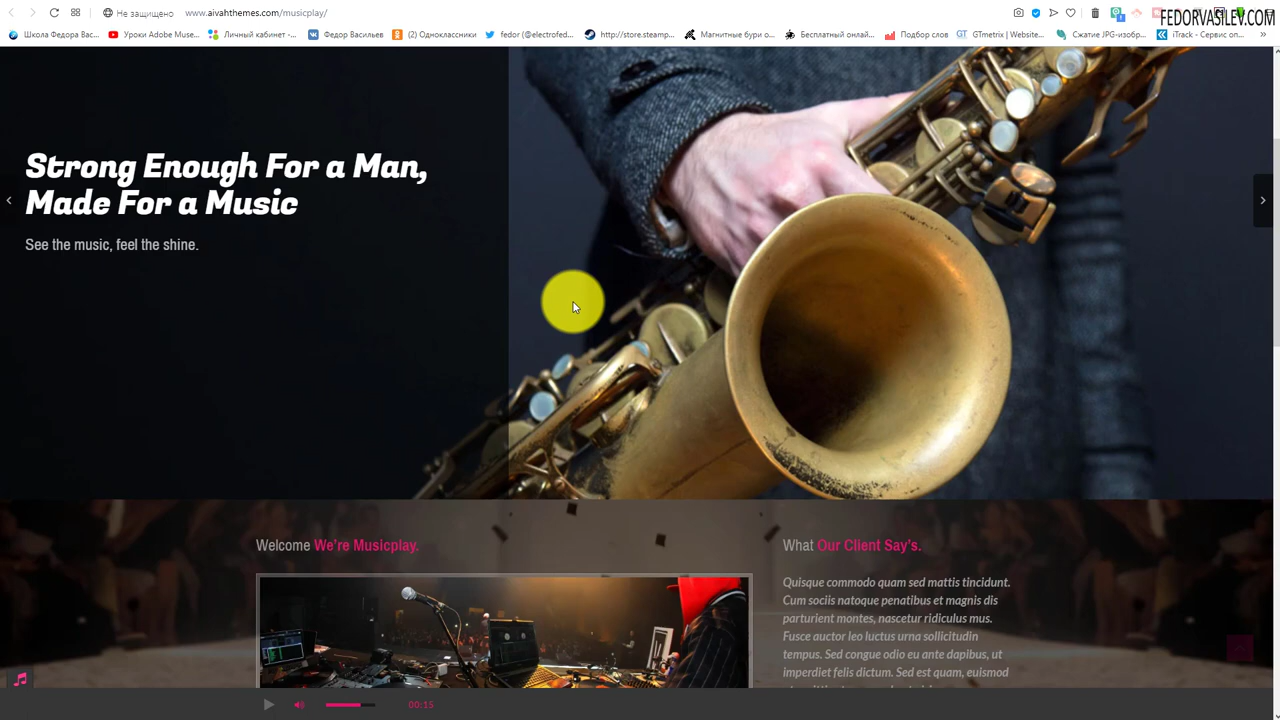 Не защищено
www.aivahthemes.com/musicplay/
FEDORVASILEV.COM
Школа Федора Вас...
Уроки Adobe Muse...
Личный кабинет -...
Федор Васильев
(2) Одноклассники
fedor (@electrofed...
http://store.steamp...
Магнитные бури о...
Бесплатный онлай...
Подбор слов
GTmetrix | Website...
Сжатие JPG-изобр...
iTrack - Сервис оп...
Strong Enough For a Man,
Made For a Music
See the music, feel the shine.
Welcome We're Musicplay.
What Our Client Say's.
Quisque commodo quam sed mattis tincidunt.
Cum sociis natoque penatibus et magnis dis
parturient montes, nascetur ridiculus mus.
Fusce auctor leo luctus urna sollicitudin
tempus. Sed congue odio eu ante dapibus, ut
imperdiet felis dictum. Sed est quam, euismod
00:15